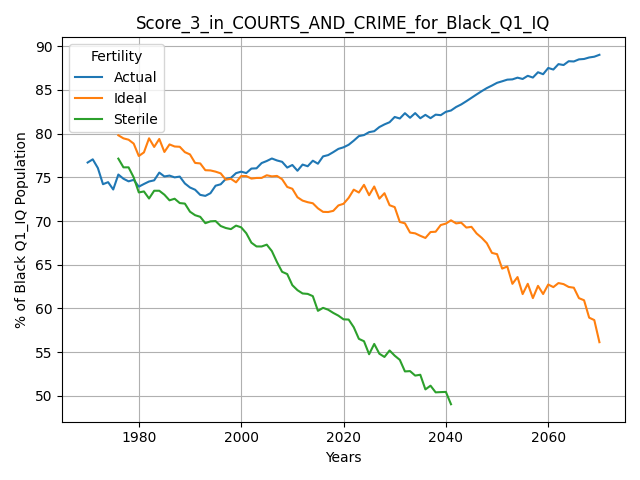 Score_3_in_COURTS_AND_CRIME_for_Black_Q1_IQ
% of Black Q1_IQ Population
90
85
80
75
70
65
60
55
50
Fertility
Actual
Ideal
Sterile
1980
2000
2020
2040
2060
Years